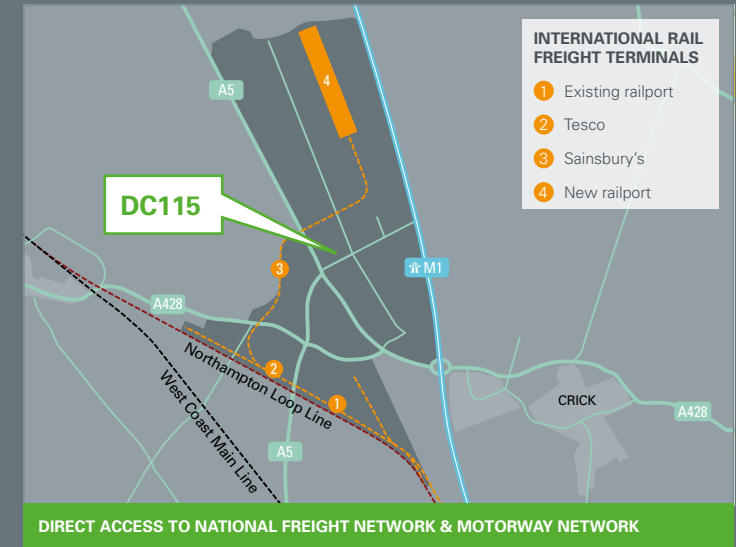 INTERNATIONAL RAIL
FREIGHT TERMINALS
1 Existing railport
2 Tesco
3 Sainsbury's
4 New railport
4
A5
DC115
3
M1
A428
2
Northampton Loop Line
1
West Coast Main Line
CRICK
A428
A5
DIRECT ACCESS TO NATIONAL FREIGHT NETWORK & MOTORWAY NETWORK